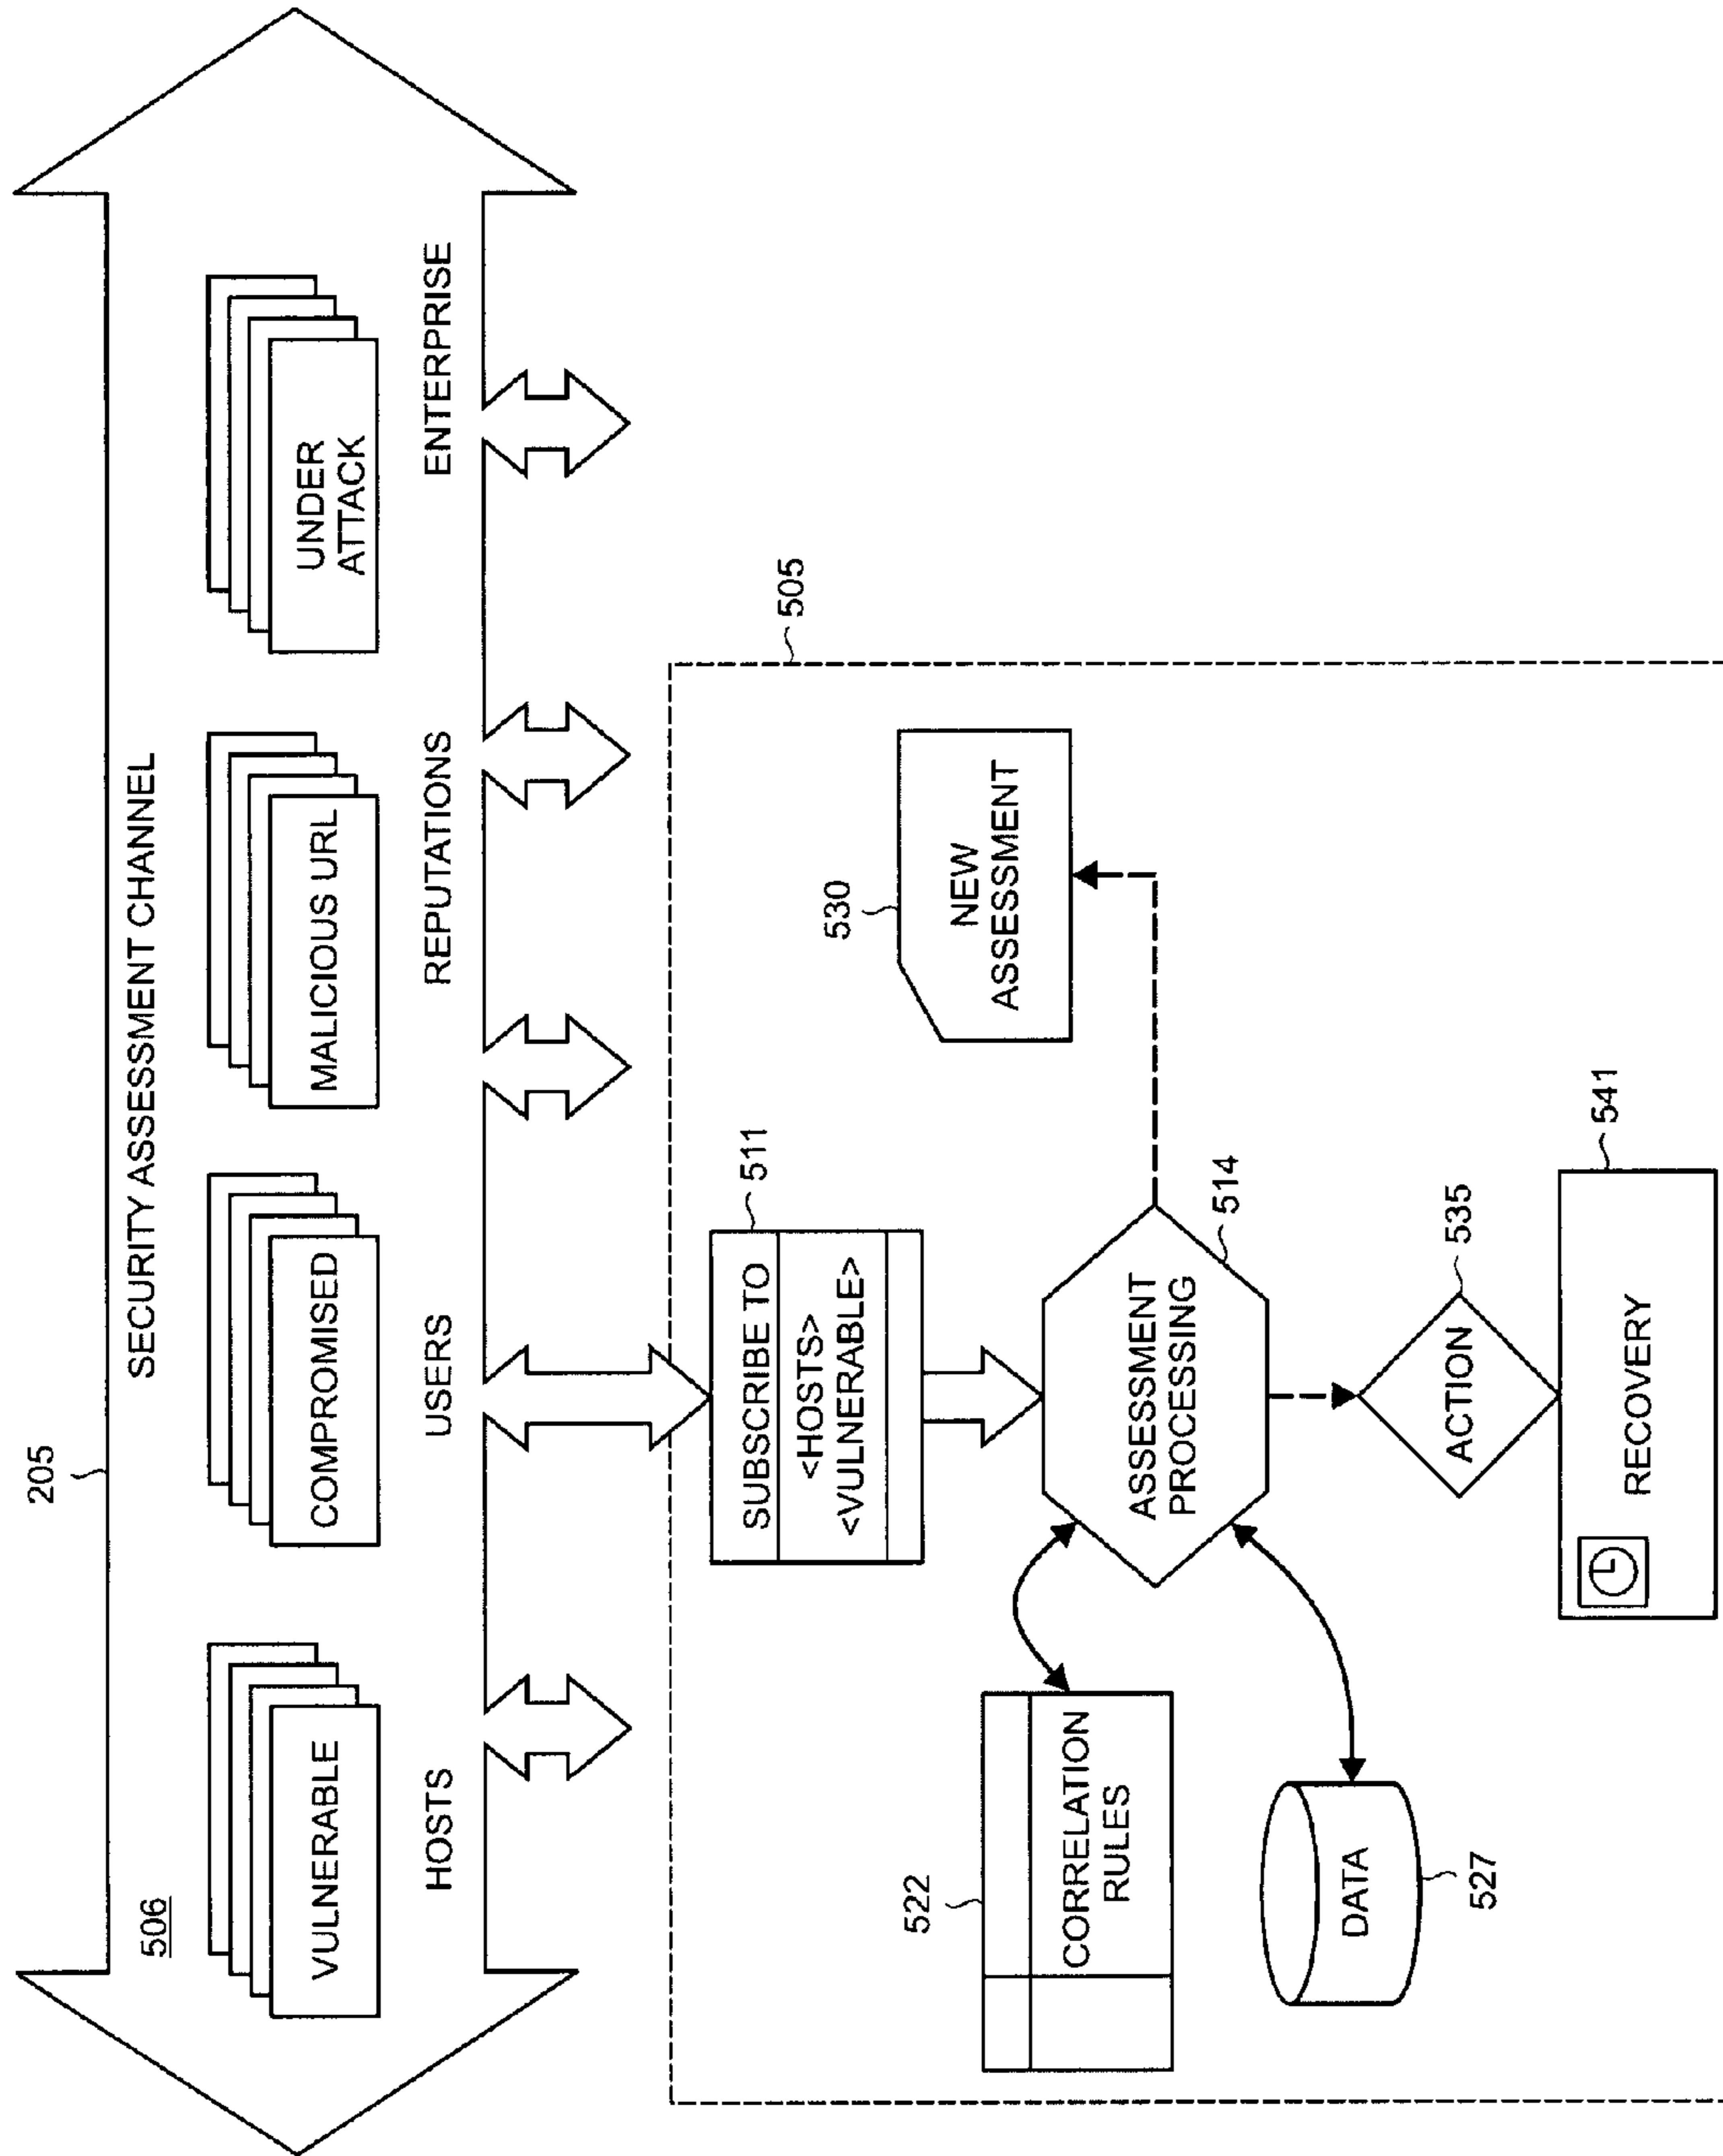 205
SECURITY ASSESSMENT CHANNEL
506
VULNERABLE
COMPROMISED
MALICIOUS URL
UNDER
ATTACK
HOSTS
USERS
REPUTATIONS
ENTERPRISE
505
SUBSCRIBE TO
<HOSTS>
<VULNERABLE>
511
530
NEW
ASSESSMENT
522
CORRELATION
RULES
ASSESSMENT
PROCESSING
514
DATA
527
ACTION
535
RECOVERY
541